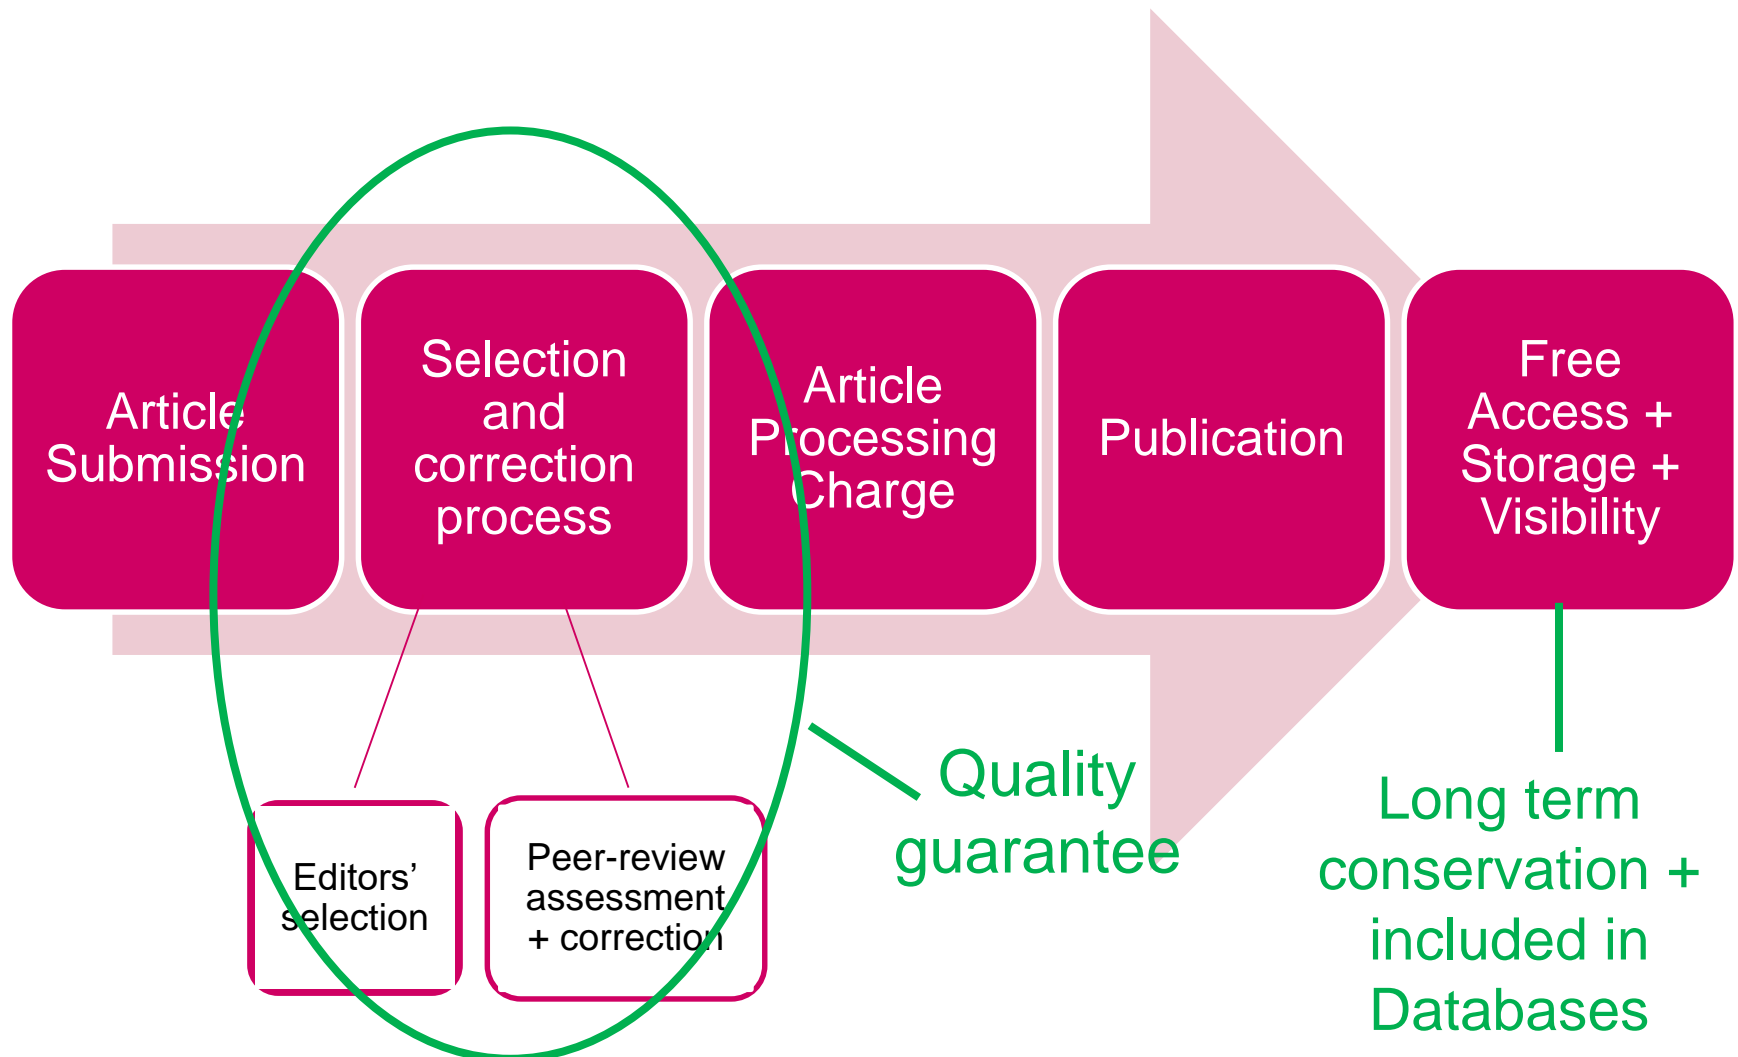 Article
Submission
Selection
and
correction
process
Article
Processing
Charge
Publication
Free
Access +
Storage +
Visibility
Editors’
selection
Peer-review
assessment
+ correction
Quality
guarantee
Long term
conservation +
included in
Databases